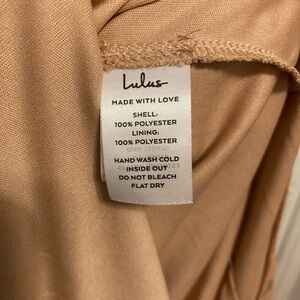 Lulus
MADE WITH LOVE
SHELL:
100% POLYESTER
LINING:
100% POLYESTER
HAND WASH COLD
INSIDE OUT
DO NOT BLEACH
FLAT DRY